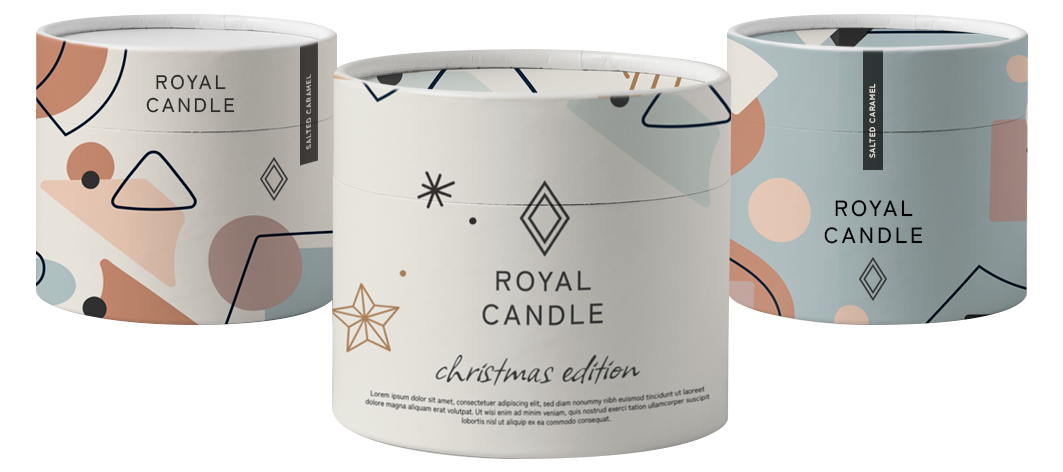 ROYAL
CANDLE
SALTED CARAMEL
ROYAL
CANDLE
christmas edition
Lorem ipsum dolor sit amet, consectetuer adipiscing elit, sed diam nonummy nibh euismod tincidunt ut laoreet
dolore magna aliquam erat volutpat. Ut wisi enim ad minim veniam, quis nostrud exerci tation ullamcorper suscipit
lobortis nisl ut aliquip ex ea commodo consequat.
SALTED CARAMEL
ROYAL
CANDLE